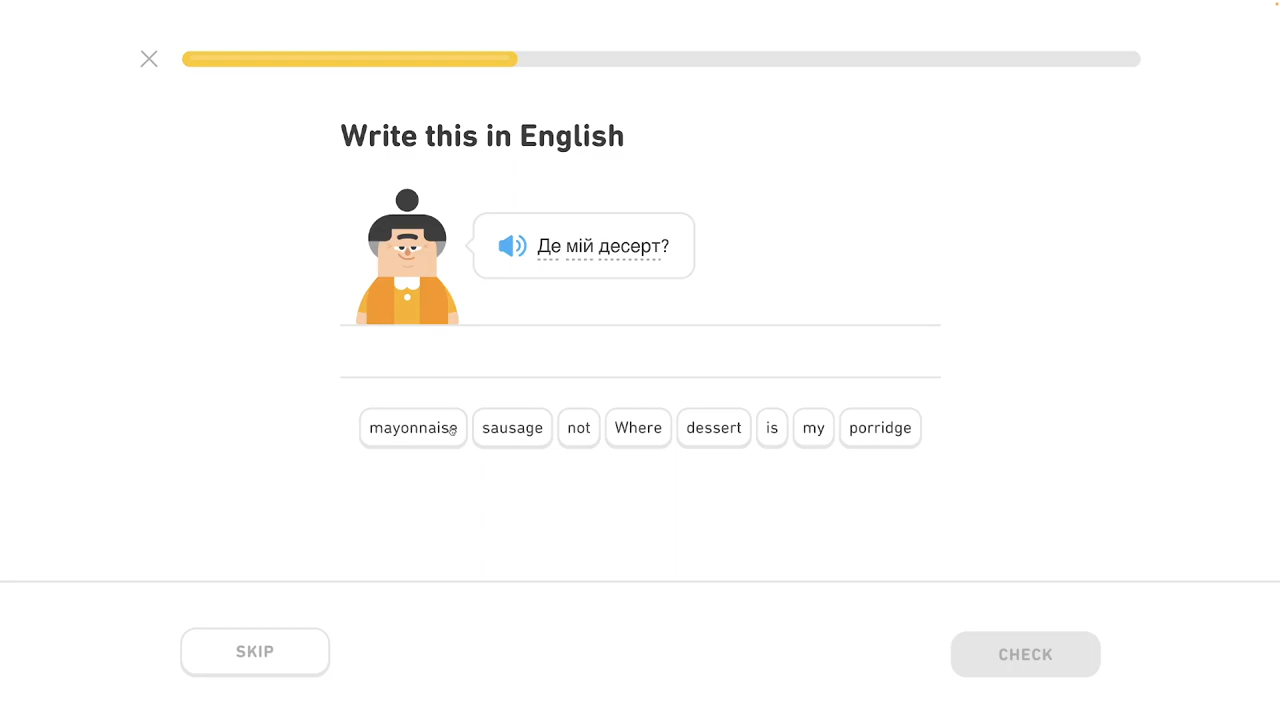 Write this in English
Де мій десерт?
mayonnaise sausage not Where dessert is my porridge
SKIP
CHECK